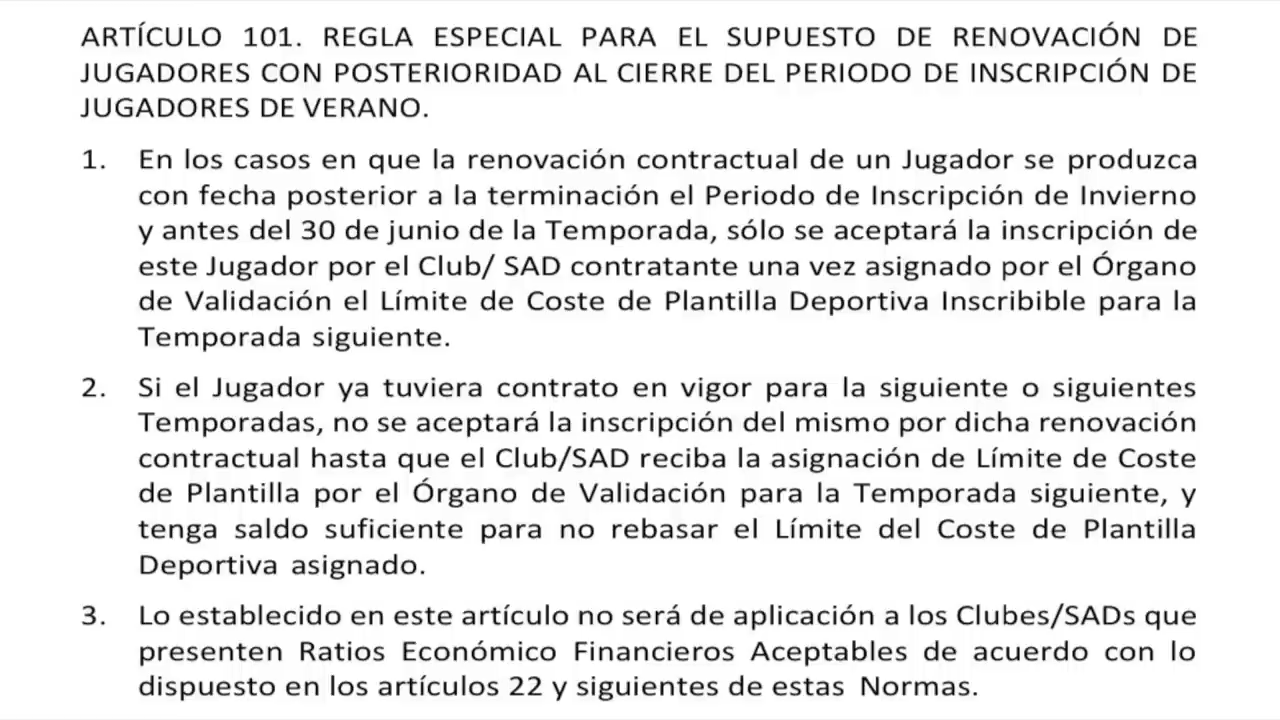 ARTÍCULO 101. REGLA ESPECIAL PARA EL SUPUESTO DE RENOVACIÓN DE
JUGADORES CON POSTERIORIDAD AL CIERRE DEL PERIODO DE INSCRIPCIÓN DE
JUGADORES DE VERANO.
1. En los casos en que la renovación contractual de un Jugador se produzca
con fecha posterior a la terminación el Periodo de Inscripción de Invierno
y antes del 30 de junio de la Temporada, sólo se aceptará la inscripción de
este Jugador por el Club/ SAD contratante una vez asignado por el Órgano
de Validación el Límite de Coste de Plantilla Deportiva Inscribible para la
Temporada siguiente.
2. Si el Jugador ya tuviera contrato en vigor para la siguiente o siguientes
Temporadas, no se aceptará la inscripción del mismo por dicha renovación
contractual hasta que el Club/SAD reciba la asignación de Límite de Coste
de Plantilla por el Órgano de Validación para la Temporada siguiente, y
tenga saldo suficiente para no rebasar el Límite del Coste de Plantilla
Deportiva asignado.
3. Lo establecido en este artículo no será de aplicación a los Clubes/SADs que
presenten Ratios Económico Financieros Aceptables de acuerdo con lo
dispuesto en los artículos 22 y siguientes de estas Normas.